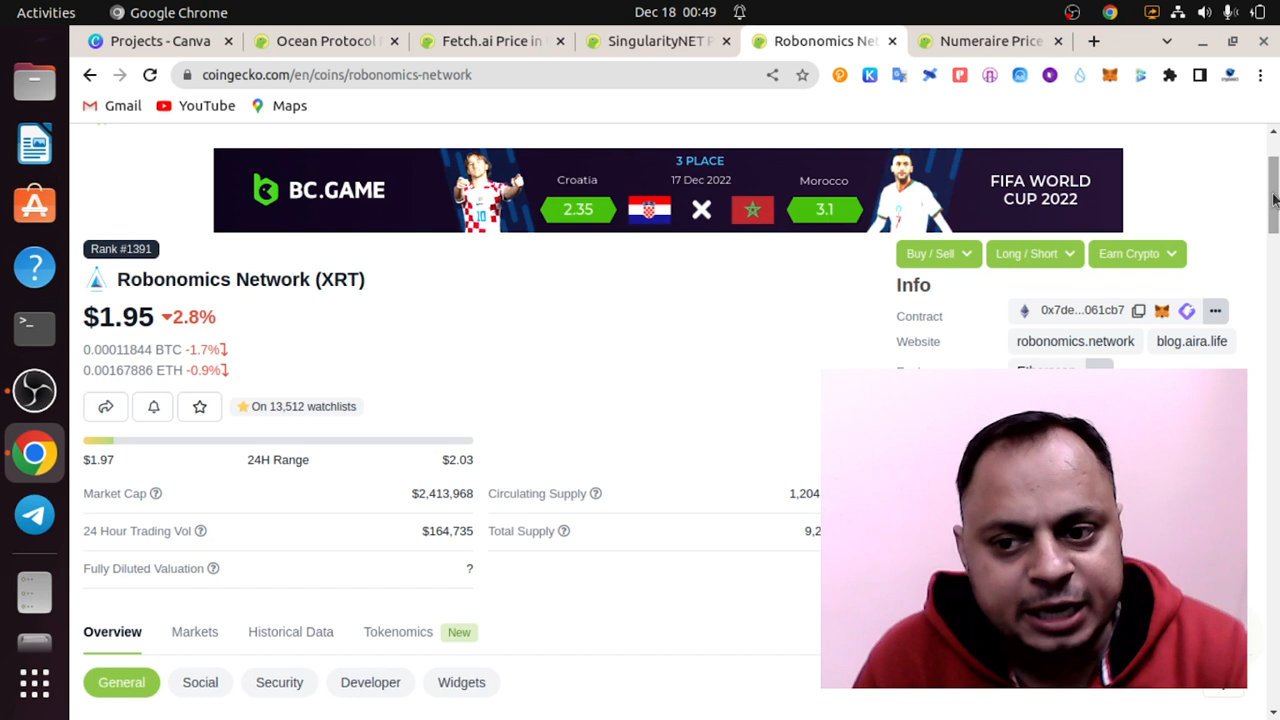 Activities
Google Chrome
Dec 18 00:49
Projects - Canva
Ocean Protocol
Fetch.ai Price in
SingularityNET P
Robonomics Net
Numeraire Price
coingecko.com/en/coins/robonomics-network
Gmail
YouTube
Maps
BC.GAME
3 PLACE
Croatia
17 Dec 2022
Morocco
2.35
3.1
FIFA WORLD
CUP 2022
Rank #1391
Buy / Sell
Long / Short
Earn Crypto
Robonomics Network (XRT)
Info
$1.95
2.8%
Contract
0x7de...061cb7
Website
robonomics.network
blog.aira.life
0.00011844 BTC -1.7%
0.00167886 ETH -0.9%
On 13,512 watchlists
$1.97
24H Range
$2.03
Market Cap
$2,413,968
Circulating Supply
1,204
24 Hour Trading Vol
$164,735
Total Supply
9,2
Fully Diluted Valuation
?
Overview
Markets
Historical Data
Tokenomics
New
General
Social
Security
Developer
Widgets